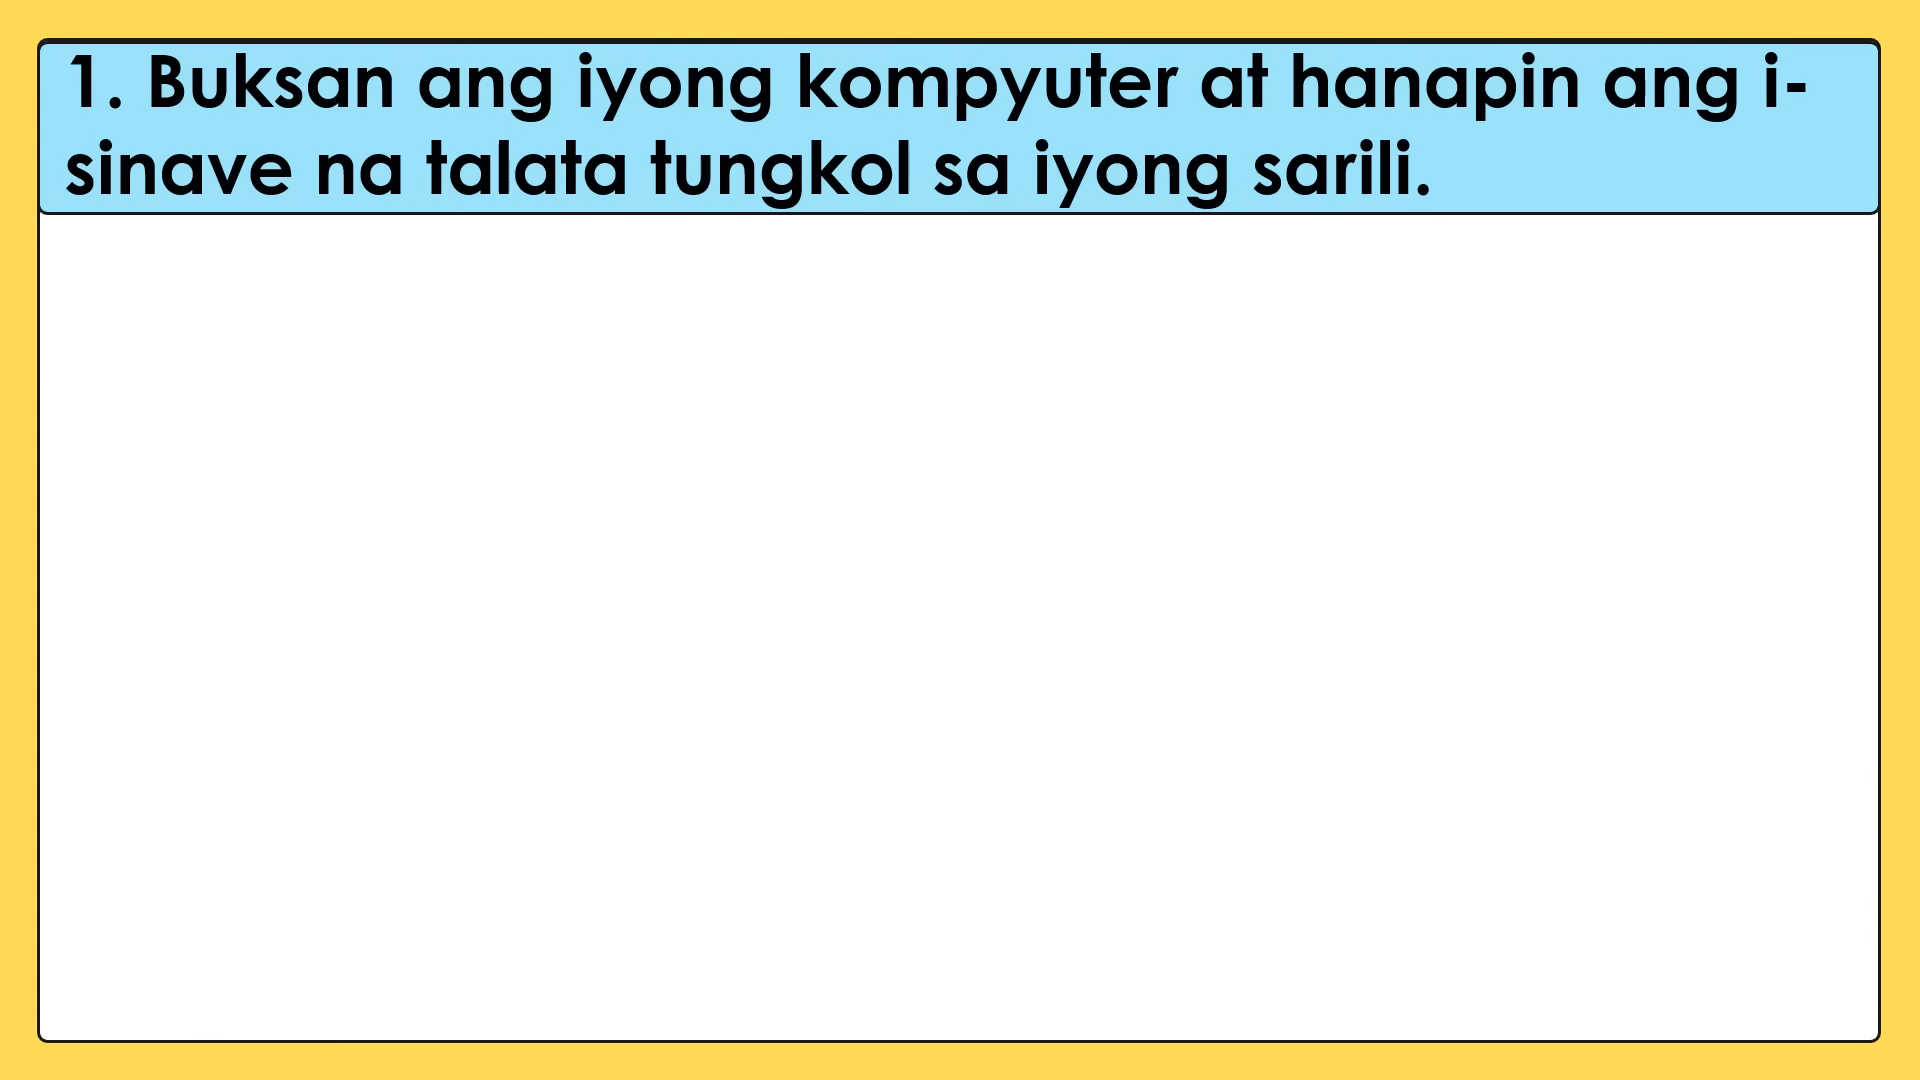 1. Buksan ang iyong kompyuter at hanapin ang i-
sinave na talata tungkol sa iyong sarili.